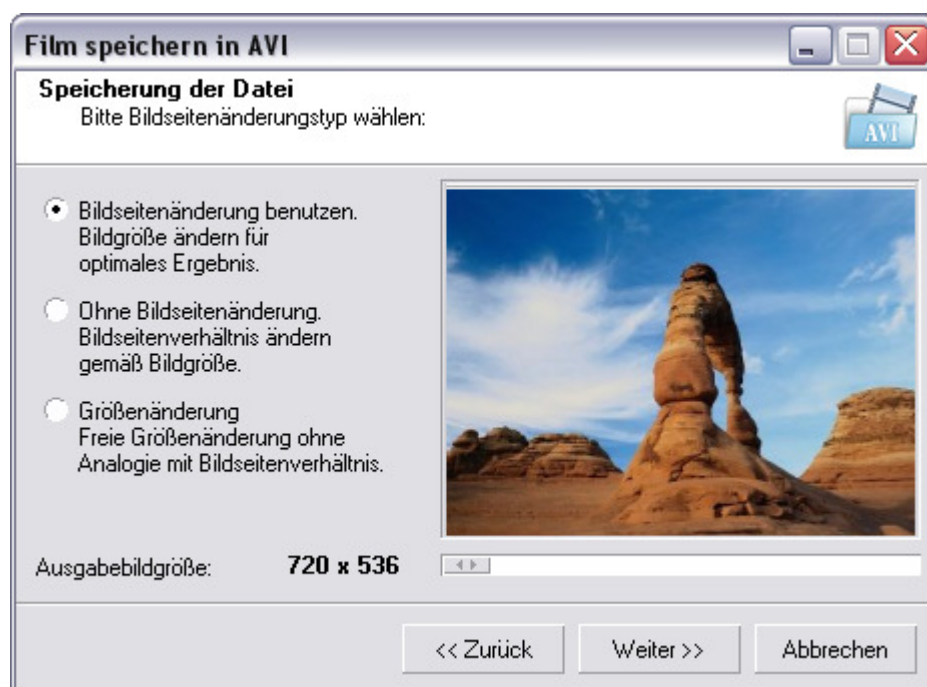 Film speichern in AVI
Speicherung der Datei
Bitte Bildseitenänderungstyp wählen:
AVI
Bildseitenänderung benutzen.
Bildgröße ändern für
optimales Ergebnis.
Ohne Bildseitenänderung.
Bildseitenverhältnis ändern
gemäß Bildgröße.
Größenänderung
Freie Größenänderung ohne
Analogie mit Bildseitenverhältnis.
Ausgabebildgröße: 720 x 536
<< Zurück Weiter >> Abbrechen